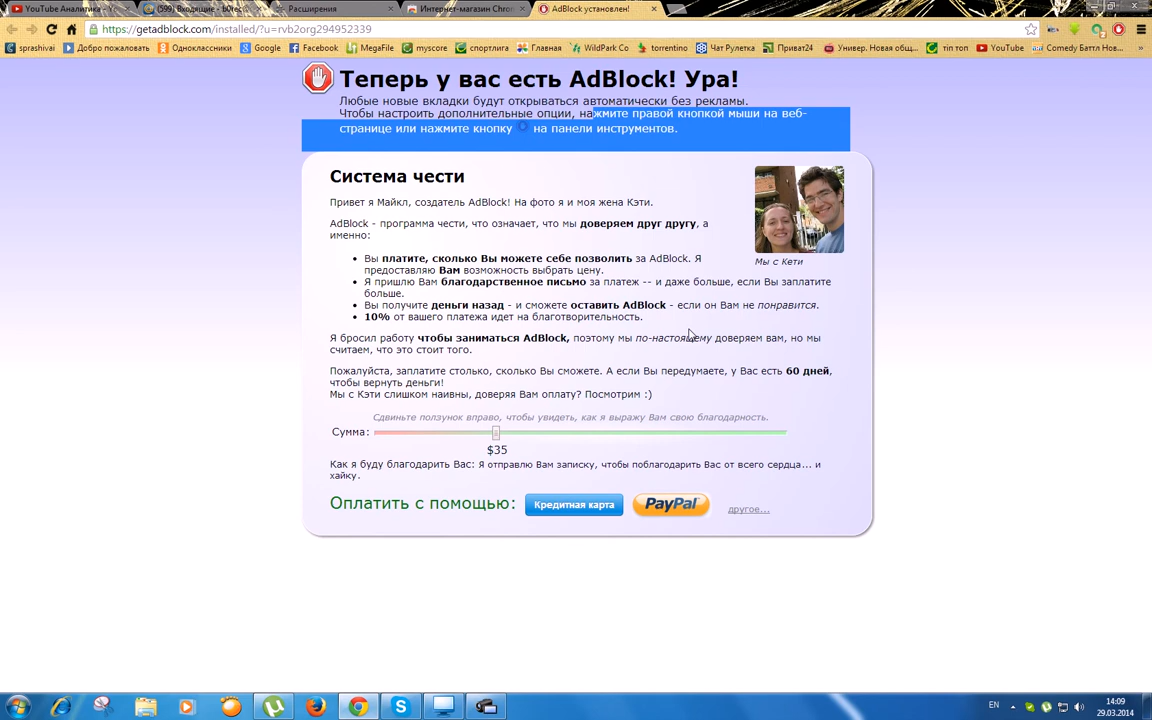 YouTube Аналитика - Yo
(599) Входящие - b0rec
Расширения
Интернет-магазин Chrom
AdBlock установлен!
https://getadblock.com/installed/?u=rvb2org294952339
sprashivai
Добро пожаловать
Одноклассники
Google
Facebook
MegaFile
myscore
спортлига
Главная
WildPark Co
torrentino
Чат Рулетка
Приват24
Универ. Новая общ...
tin топ
YouTube
Comedy Баттл Нов...
»
Теперь у вас есть AdBlock! Ура!
Любые новые вкладки будут открываться автоматически без рекламы.
Чтобы настроить дополнительные опции, нажмите правой кнопкой мыши на веб-
странице или нажмите кнопку на панели инструментов.
Система чести
Привет я Майкл, создатель AdBlock! На фото я и моя жена Кэти.
AdBlock - программа чести, что означает, что мы доверяем друг другу, а
именно:
Мы с Кети
• Вы платите, сколько Вы можете себе позволить за AdBlock. Я
предоставляю Вам возможность выбрать цену.
• Я пришлю Вам благодарственное письмо за платеж -- и даже больше, если Вы заплатите
больше.
• Вы получите деньги назад - и сможете оставить AdBlock - если он Вам не понравится.
• 10% от вашего платежа идет на благотворительность.
Я бросил работу чтобы заниматься AdBlock, поэтому мы по-настоящему доверяем вам, но мы
считаем, что это стоит того.
Пожалуйста, заплатите столько, сколько Вы сможете. А если Вы передумаете, у Вас есть 60 дней,
чтобы вернуть деньги!
Мы с Кэти слишком наивны, доверяя Вам оплату? Посмотрим :)
Сдвиньте ползунок вправо, чтобы увидеть, как я выражу Вам свою благодарность.
Сумма:
$35
Как я буду благодарить Вас: Я отправлю Вам записку, чтобы поблагодарить Вас от всего сердца... и
хайку.
Оплатить с помощью: Кредитная карта PayPal другое...
EN
14:09
29.03.2014